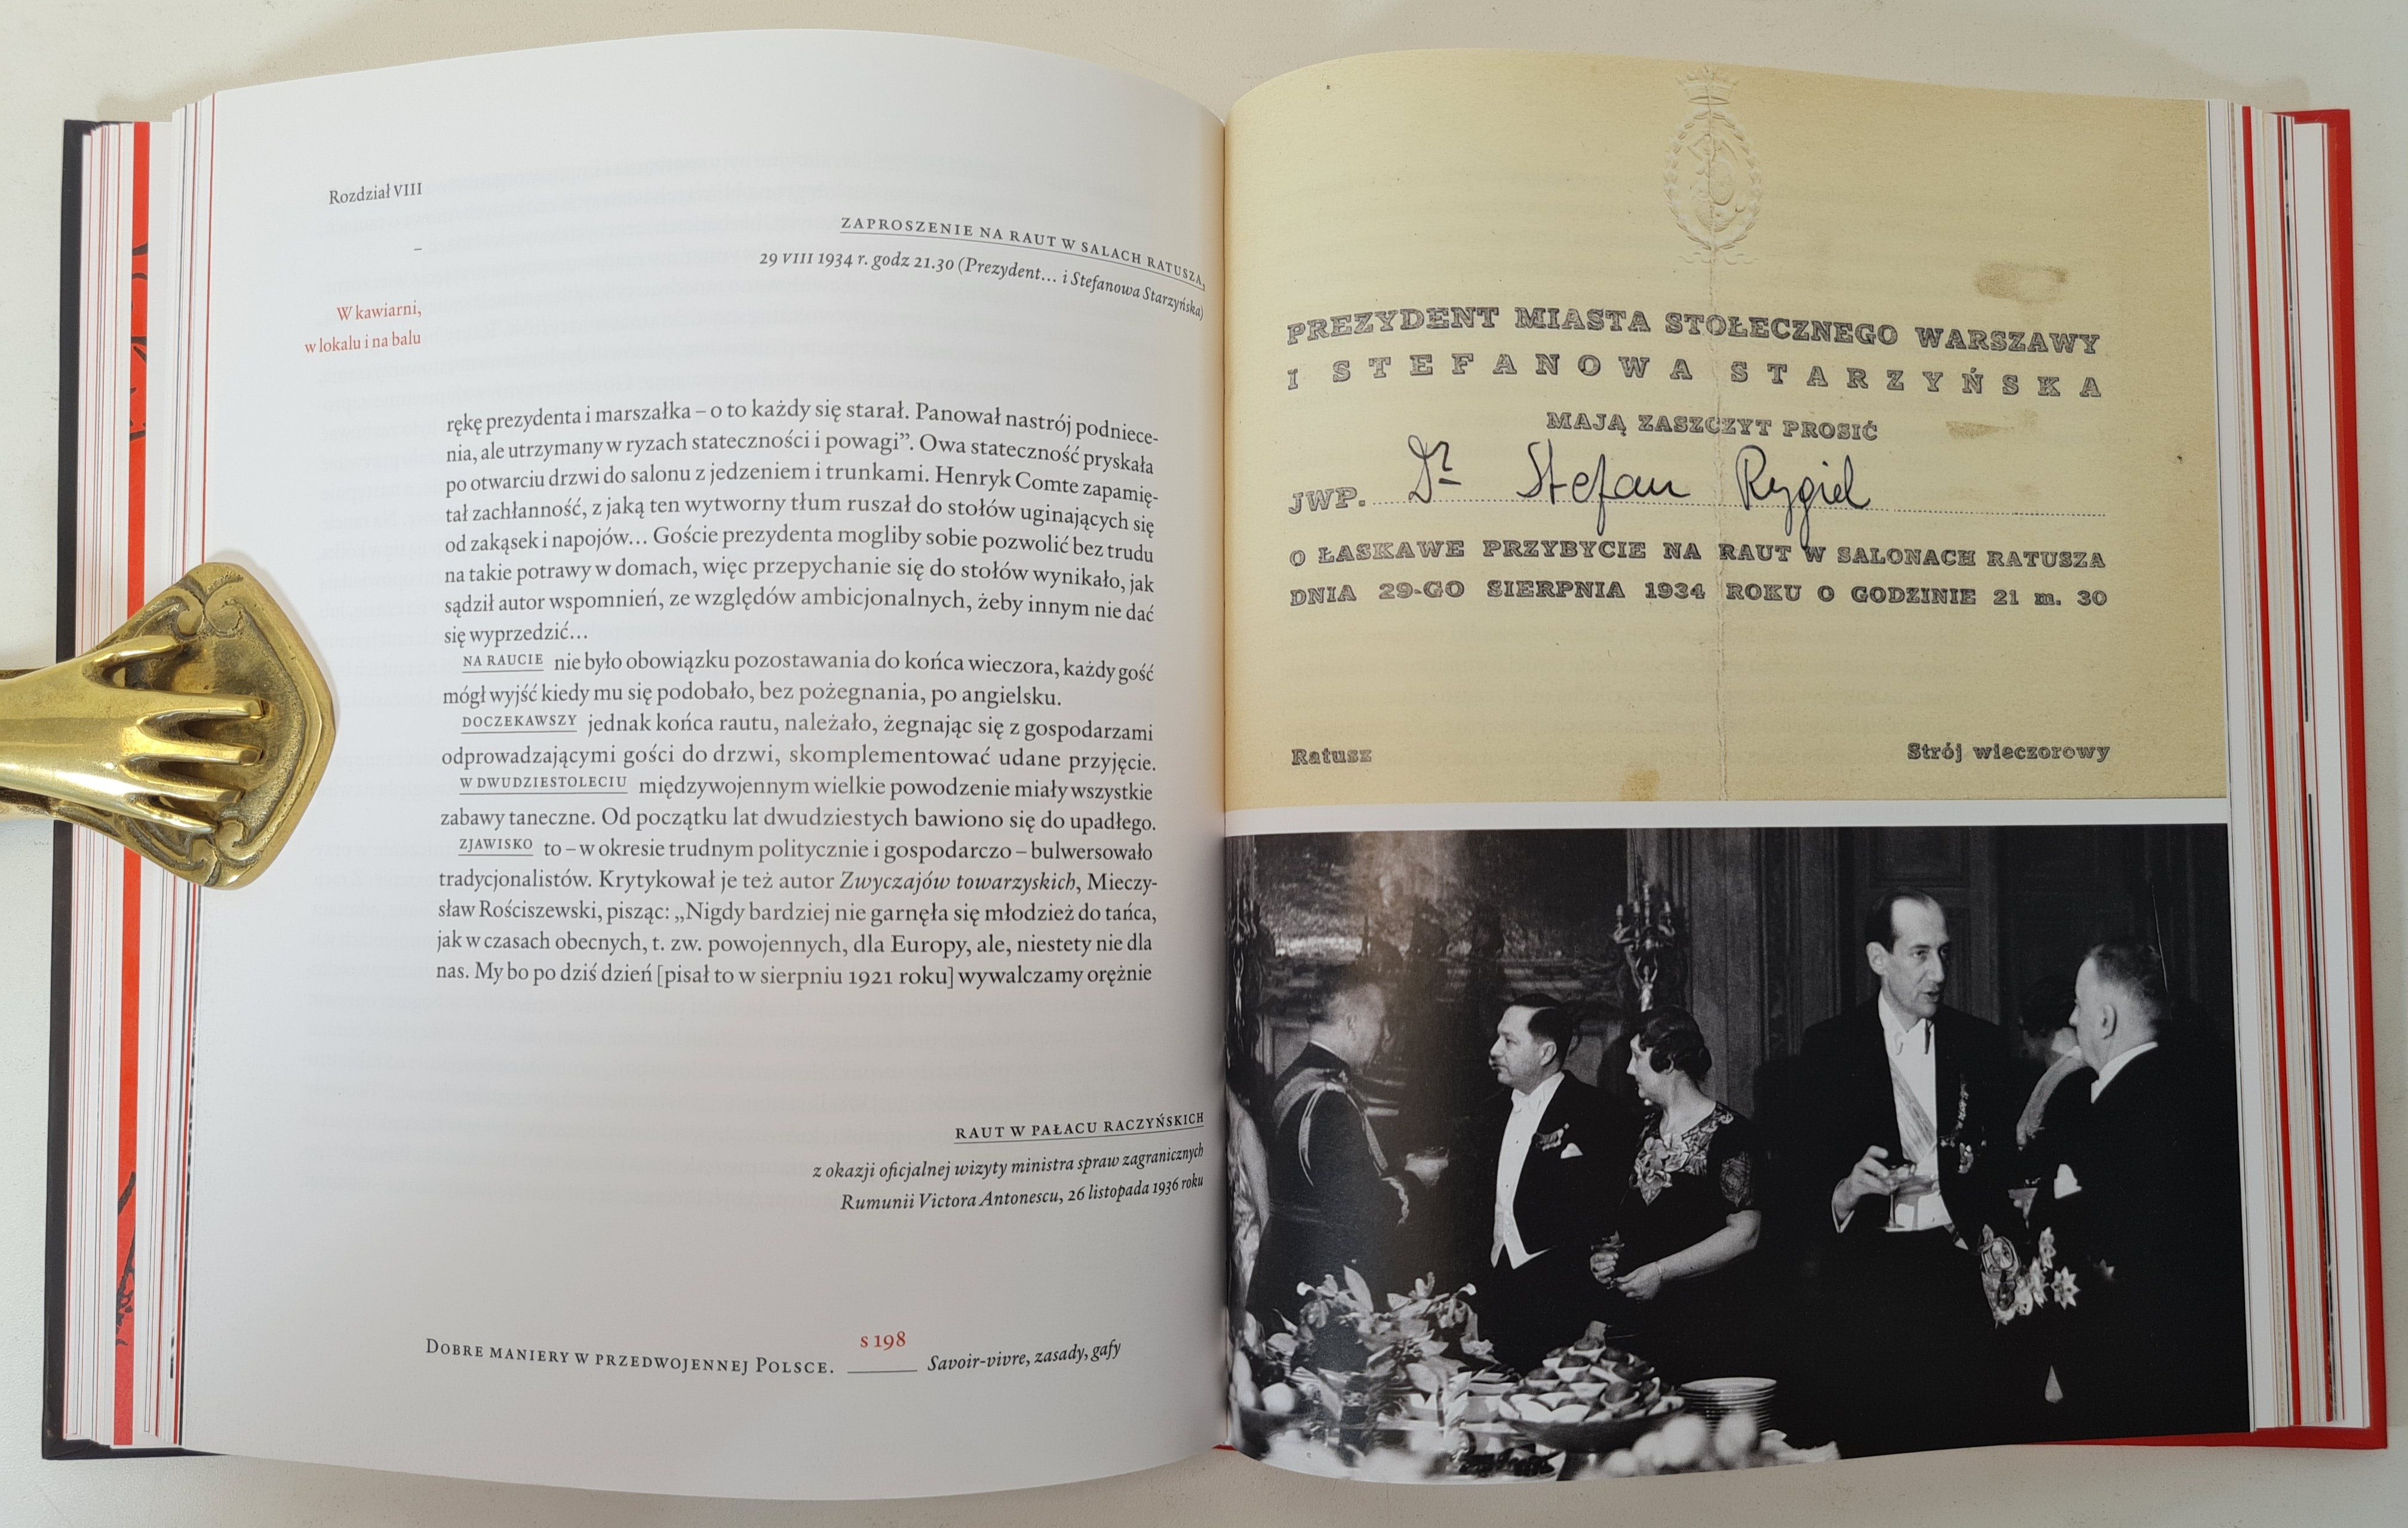 Rozdział VIII
–
W kawiarni,
w lokalu i na balu
ZAPROSZENIE NA RAUT W SALACH RATUSZA,
29 VIII 1934 r. godz 21.30 (Prezydent... i Stefanowa Starzyńska)
rękę prezydenta i marszałka – o to każdy się starał. Panował nastrój podniece-
nia, ale utrzymany w ryzach stateczności i powagi”. Owa stateczność pryskała
po otwarciu drzwi do salonu z jedzeniem i trunkami. Henryk Comte zapamię-
tał zachłanność, z jaką ten wytworny tłum ruszał do stołów uginających się
od zakąsek i napojów... Goście prezydenta mogliby sobie pozwolić bez trudu
na takie potrawy w domach, więc przepychanie się do stołów wynikało, jak
sądził autor wspomnień, ze względów ambicjonalnych, żeby innym nie dać
się wyprzedzić...
NA RAUCIE nie było obowiązku pozostawania do końca wieczora, każdy gość
mógł wyjść kiedy mu się podobało, bez pożegnania, po angielsku.
DOCZEKAWSZY jednak końca rautu, należało, żegnając się z gospodarzami
odprowadzającymi gości do drzwi, skomplementować udane przyjęcie.
W DWUDZIESTOLECIU międzywojennym wielkie powodzenie miały wszystkie
zabawy taneczne. Od początku lat dwudziestych bawiono się do upadłego.
ZJAWISKO to – w okresie trudnym politycznie i gospodarczo – bulwersowało
tradycjonalistów. Krytykował je też autor Zwyczajów towarzyskich, Mieczy-
sław Rościszewski, pisząc: „Nigdy bardziej nie garnęła się młodzież do tańca,
jak w czasach obecnych, t. zw. powojennych, dla Europy, ale, niestety nie dla
nas. My bo po dziś dzień [pisał to w sierpniu 1921 roku] wywalczamy orężnie
RAUT W PAŁACU RACZYŃSKICH
z okazji oficjalnej wizyty ministra spraw zagranicznych
Rumunii Victora Antonescu, 26 listopada 1936 roku
DOBRE MANIERY W PRZEDWOJENNEJ POLSCE. s 198 Savoir-vivre, zasady, gafy
PREZYDENT MIASTA STOŁECZNEGO WARSZAWY
I STEFANOWA STARZYŃSKA
MAJĄ ZASZCZYT PROSIĆ
JWP. Dr Stefan Rygiel
O ŁASKAWE PRZYBYCIE NA RAUT W SALONACH RATUSZA
DNIA 29-GO SIERPNIA 1934 ROKU O GODZINIE 21 m. 30
Ratusz Strój wieczorowy